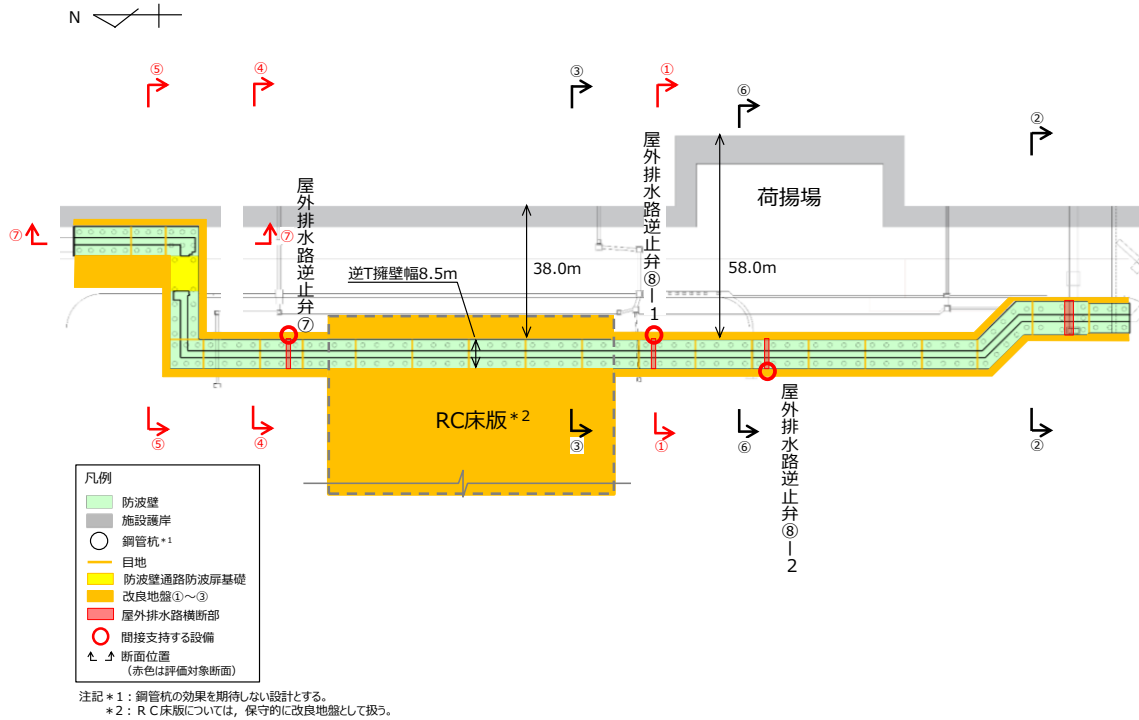 N
⑤
④
③
①
⑥
②
屋外排水路逆止弁⑦
屋外排水路逆止弁⑧－1
荷揚場
⑦
⑦
逆T擁壁幅8.5m
38.0m
58.0m
RC床版*2
屋外排水路逆止弁⑧－2
⑤
④
③
①
⑥
②
凡例
防波壁
施設護岸
鋼管杭*1
目地
防波壁通路防波扉基礎
改良地盤①～③
屋外排水路横断部
間接支持する設備
断面位置
（赤色は評価対象断面）
注記＊1：鋼管杭の効果を期待しない設計とする。
＊2：ＲＣ床版については，保守的に改良地盤として扱う。